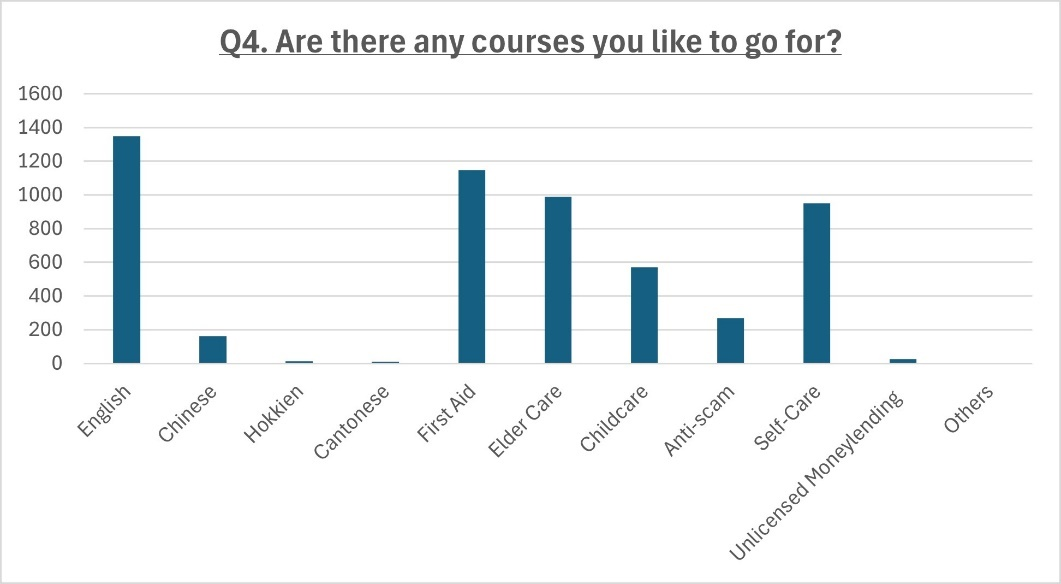 Q4. Are there any courses you like to go for?
1600
1400
1200
1000
800
600
400
200
0
English
Chinese
Hokkien
Cantonese
First Aid
Elder Care
Childcare
Anti-scam
Self-Care
Unlicensed Moneylending
Others